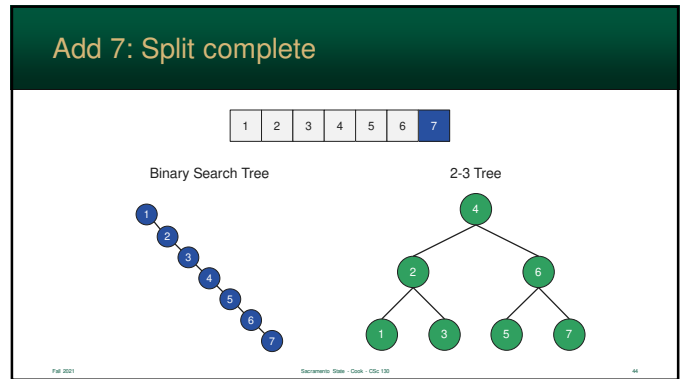 Add 7: Split complete
1 2 3 4 5 6 7
Binary Search Tree
2-3 Tree
1
2
3
4
5
6
7
4
2 6
1 3 5 7
Fall 2021
Sacramento State - Cook - CSc 130
44